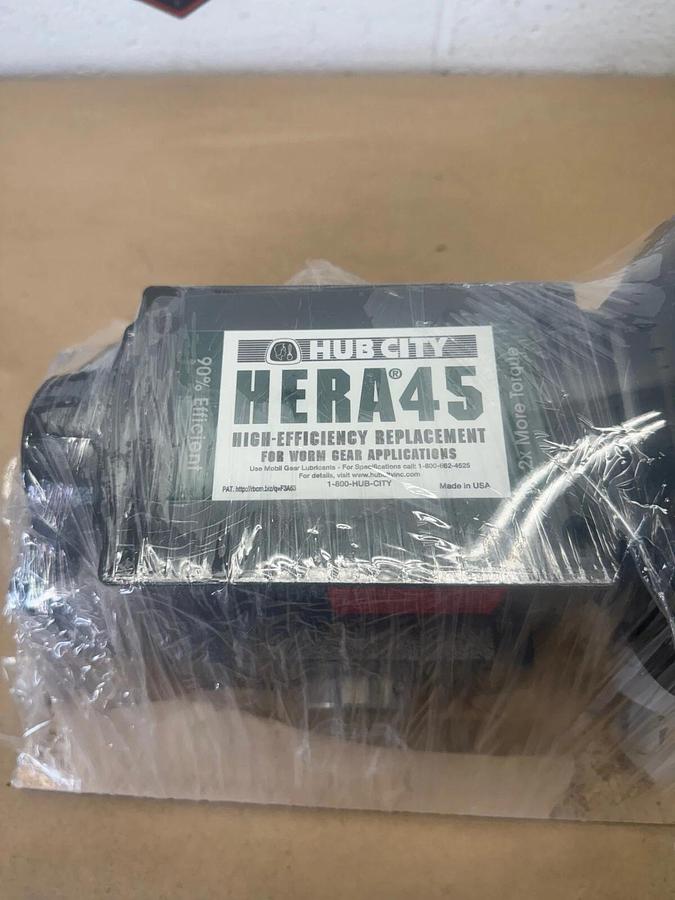 HUB CITY
HERA®45
HIGH-EFFICIENCY REPLACEMENT
FOR WORM GEAR APPLICATIONS
Use Mobil Gear Lubricants - For Specifications call: 1-800-662-4525
For details, visit www.hubcityinc.com
1-800-HUB-CITY
Made in USA
90% Efficient
2x More Torque